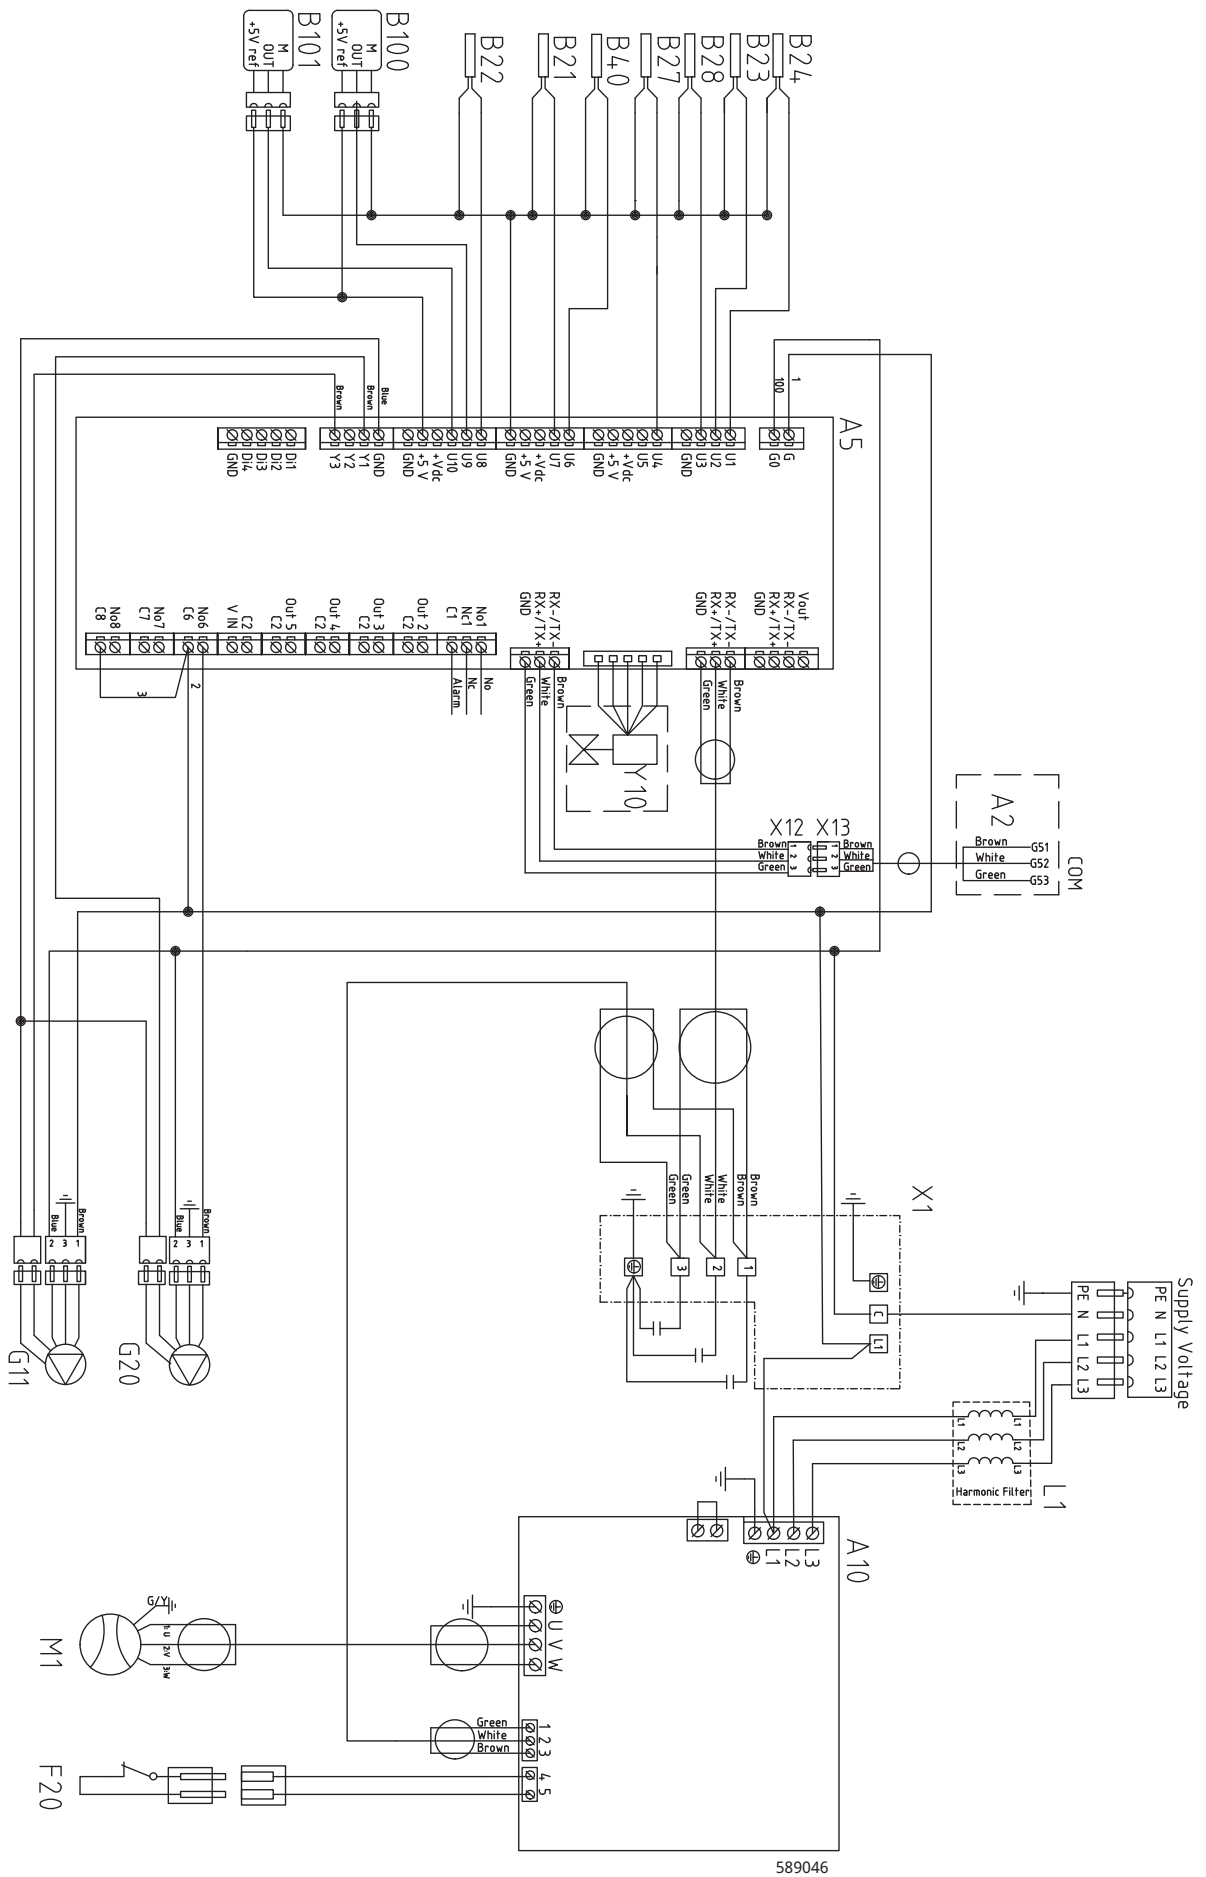 B101
M
OUT
+5V ref
B100
M
OUT
+5V ref
B22
B21
B40
B27
B28
B23
B24
1
100
Blue
Brown
Brown
A5
GND
Di4
Di3
Di2
Di1
Y3
Y2
Y1
GND
GND
+5 V
+Vdc
U10
U9
U8
GND
+5 V
+Vdc
U7
U6
GND
+5 V
+Vdc
U5
U4
GND
U3
U2
U1
G0
G
C8
No8
C7
No7
C6
No6
V IN
C2
C2
Out 5
C2
Out 4
C2
Out 3
C2
Out 2
C1
Nc1
No1
GND
RX+/TX+
RX-/TX-
GND
RX+/TX+
RX-/TX-
GND
RX+/TX+
RX-/TX-
Vout
3
2
Alarm
Nc
No
Green
White
Brown
Green
White
Brown
Y10
A2
COM
Brown
G51
White
G52
Green
G53
X12
X13
Brown
1
1
Brown
White
2
2
White
Green
3
3
Green
X1
Green
Green
White
White
Brown
Brown
3
2
1
C
L1
Supply Voltage
PE N L1 L2 L3
PE N L1 L2 L3
Blue
Brown
2
3
1
Blue
Brown
2
3
1
G11
G20
L1
L1
L2
L2
L3
L3
Harmonic Filter
L1
A10
L1
L2
L3
U
V
W
G/Y
1:U
2:V
3:W
M1
Green
1
White
2
Brown
3
4
5
F20
589046